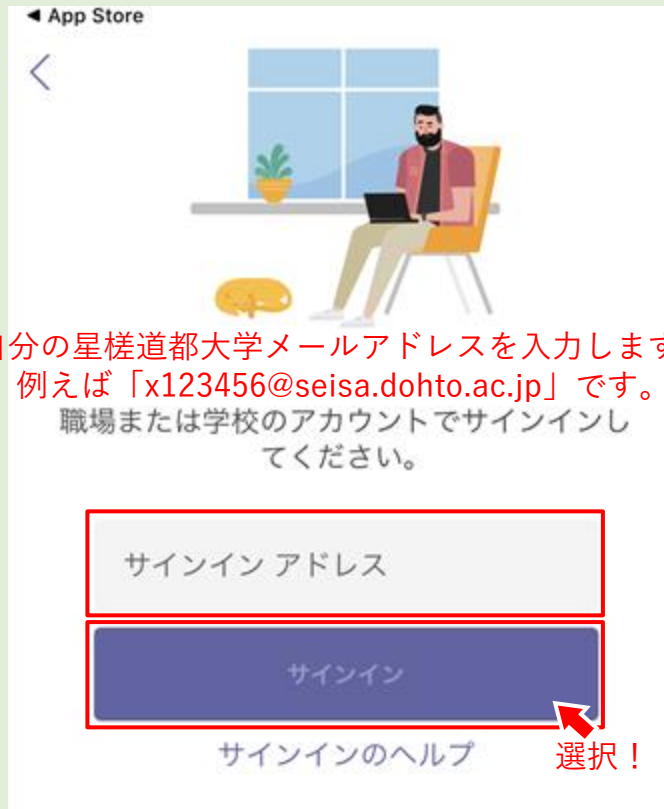 ◀ App Store
分の星槎道都大学メールアドレスを入力します
例えば「x123456@seisa.dohto.ac.jp」です。
職場または学校のアカウントでサインインし
てください。
サインイン アドレス
サインイン
サインインのヘルプ
選択！